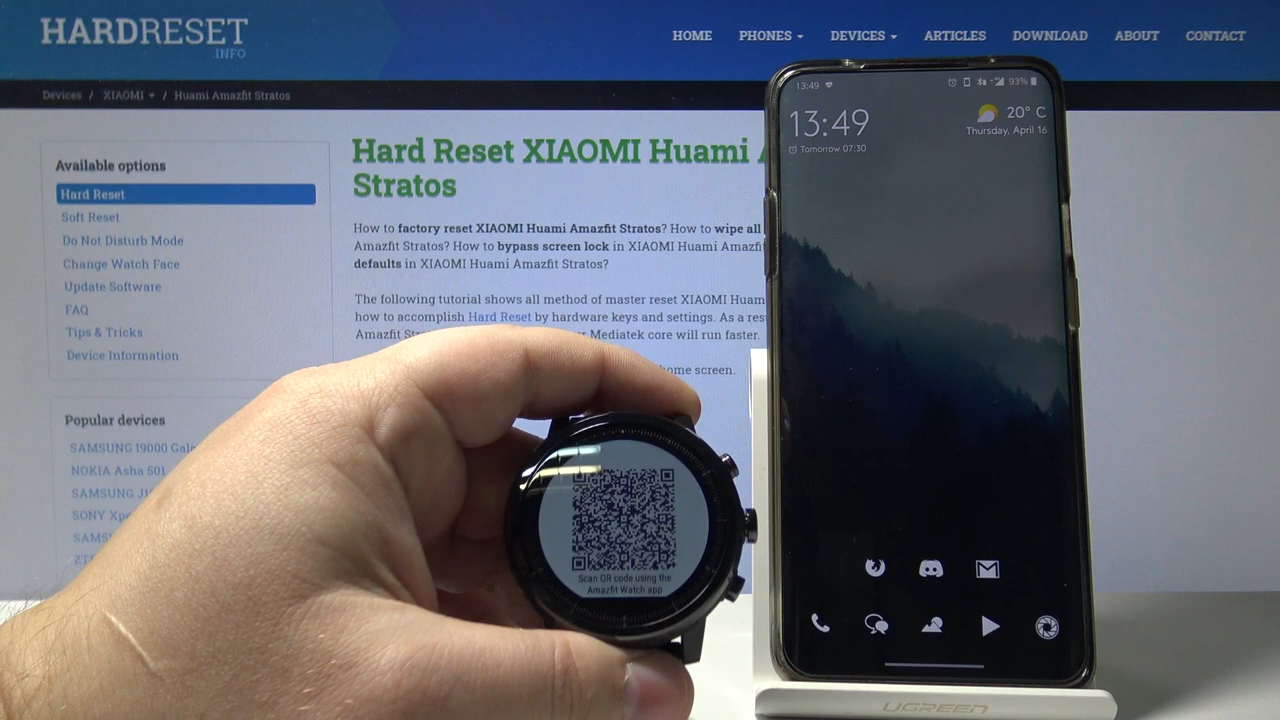 HARDRESET
.INFO
HOME
PHONES
DEVICES
ARTICLES
DOWNLOAD
ABOUT
CONTACT
Devices / XIAOMI / Huami Amazfit Stratos
Available options
Hard Reset
Soft Reset
Do Not Disturb Mode
Change Watch Face
Update Software
FAQ
Tips & Tricks
Device Information
Popular devices
SAMSUNG I9000
NOKIA Asha 501
SAMSUNG
SONY
Hard Reset XIAOMI Huami
Stratos
How to factory reset XIAOMI Huami Amazfit Stratos? How to wipe all
Amazfit Stratos? How to bypass screen lock in XIAOMI Huami
defaults in XIAOMI Huami Amazfit Stratos?
The following tutorial shows all method of master reset XIAOMI
how to accomplish Hard Reset by hardware keys and settings. As a
Amazfit Mediatek core will run faster.
screen.
Scan QR code using the
Amazfit Watch app
13:49
93%
13:49
20° C
Thursday, April 16
Tomorrow 07:30
UGREEN